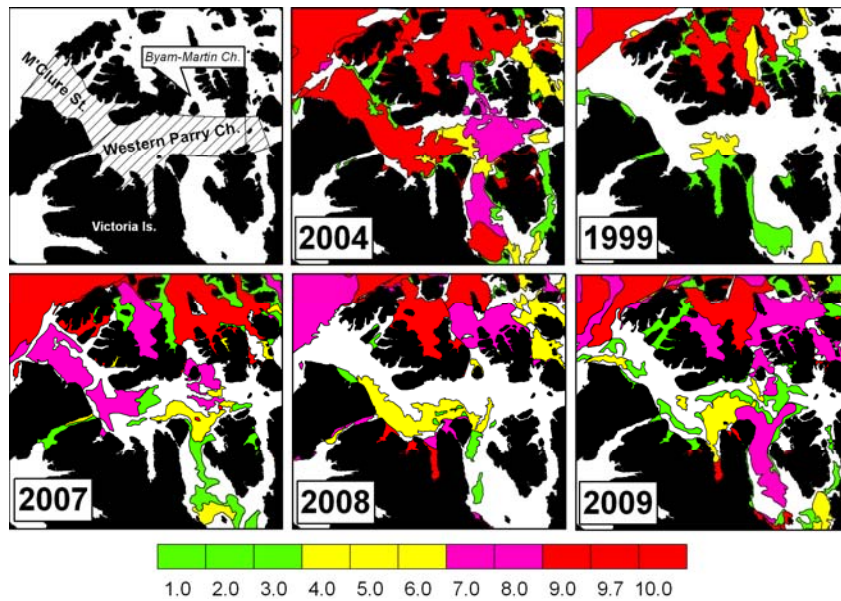 Byam-Martin Ch.
M'Clure St.
Western Parry Ch.
Victoria Is.
2004
1999
2007
2008
2009
1.0 2.0 3.0 4.0 5.0 6.0 7.0 8.0 9.0 9.7 10.0